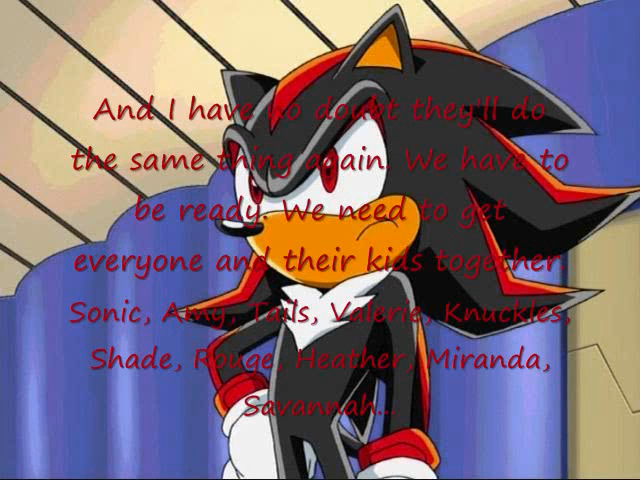 And I have no doubt they'll do
the same thing again. We have to
be ready. We need to get
everyone and their kids together.
Sonic, Amy, Tails, Valerie, Knuckles,
Shade, Rouge, Heather, Miranda,
Savannah...